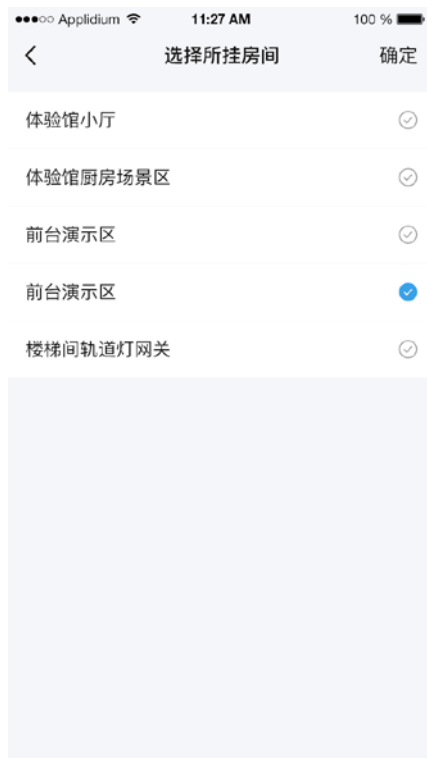 Applidium 11:27 AM 100 %
选择所挂房间 确定
体验馆小厅
体验馆厨房场景区
前台演示区
前台演示区
楼梯间轨道灯网关